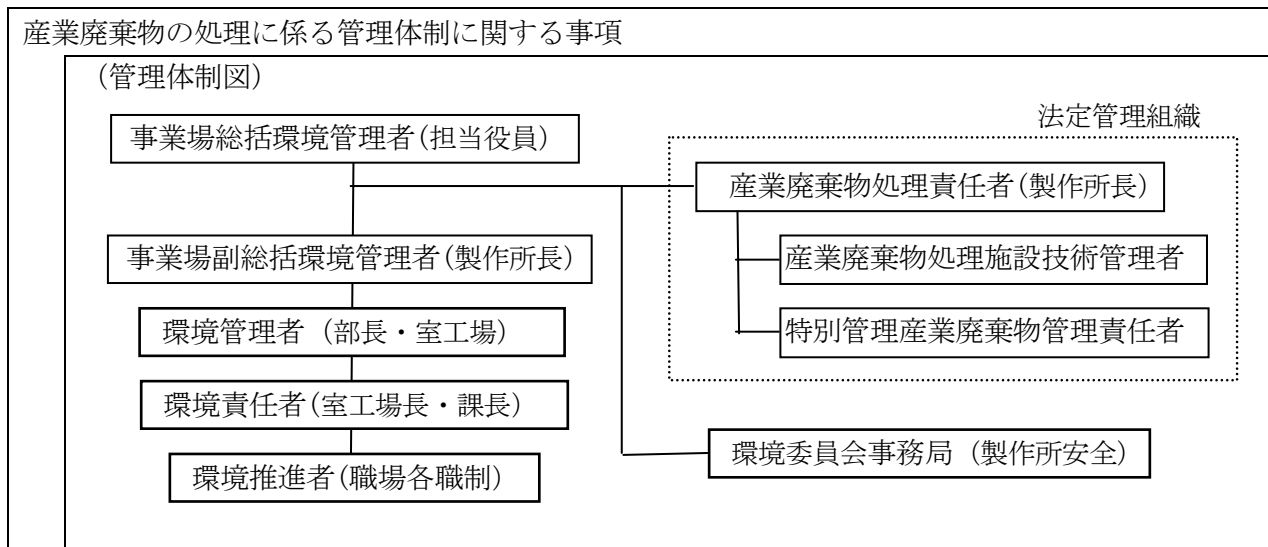 産業廃棄物の処理に係る管理体制に関する事項
(管理体制図)
事業場総括環境管理者(担当役員)
法定管理組織
産業廃棄物処理責任者(製作所長)
事業場副総括環境管理者(製作所長)
産業廃棄物処理施設技術管理者
環境管理者 (部長・室工場)
特別管理産業廃棄物管理責任者
環境責任者(室工場長・課長)
環境委員会事務局 (製作所安全)
環境推進者(職場各職制)